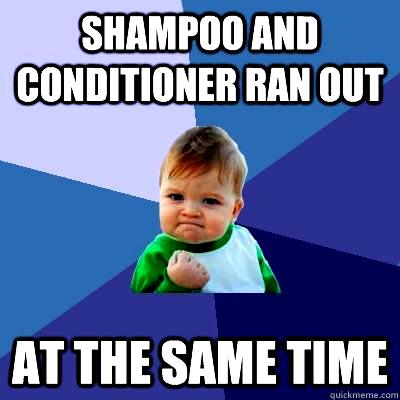 SHAMPOO AND
CONDITIONER RAN OUT
AT THE SAME TIME
quickmeme.com